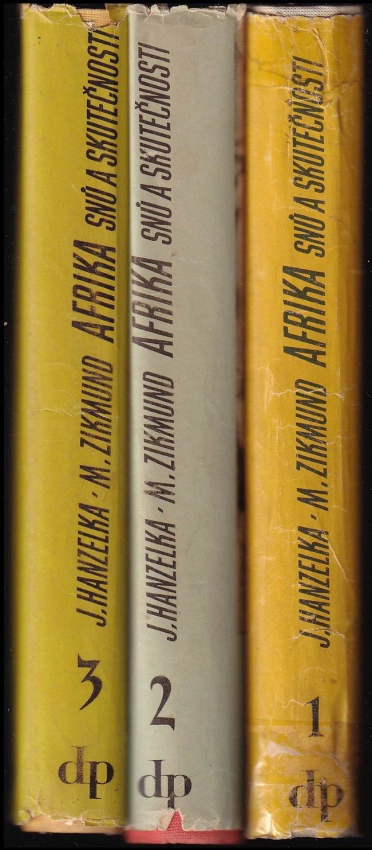 J. HANZELKA · M. ZIKMUND AFRIKA SNŮ A SKUTEČNOSTI
3
dp
J. HANZELKA · M. ZIKMUND AFRIKA SNŮ A SKUTEČNOSTI
2
dp
J. HANZELKA · M. ZIKMUND AFRIKA SNŮ A SKUTEČNOSTI
1
dp